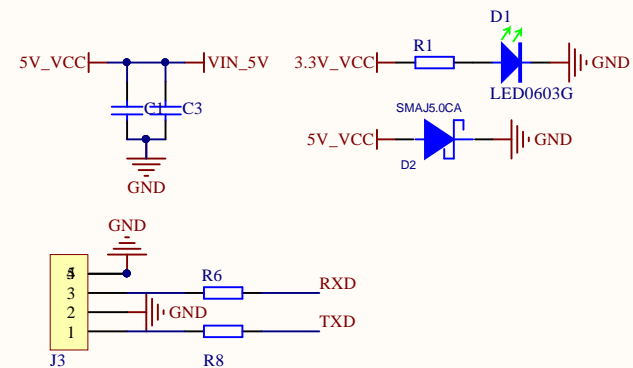 D1
5V_VCC VIN_5V 3.3V_VCC R1 GND
LED0603G
C1 C3 SMAJ5.0CA
5V_VCC GND
D2
GND
GND
4
3 R6 RXD
2 GND
1 R8 TXD
J3